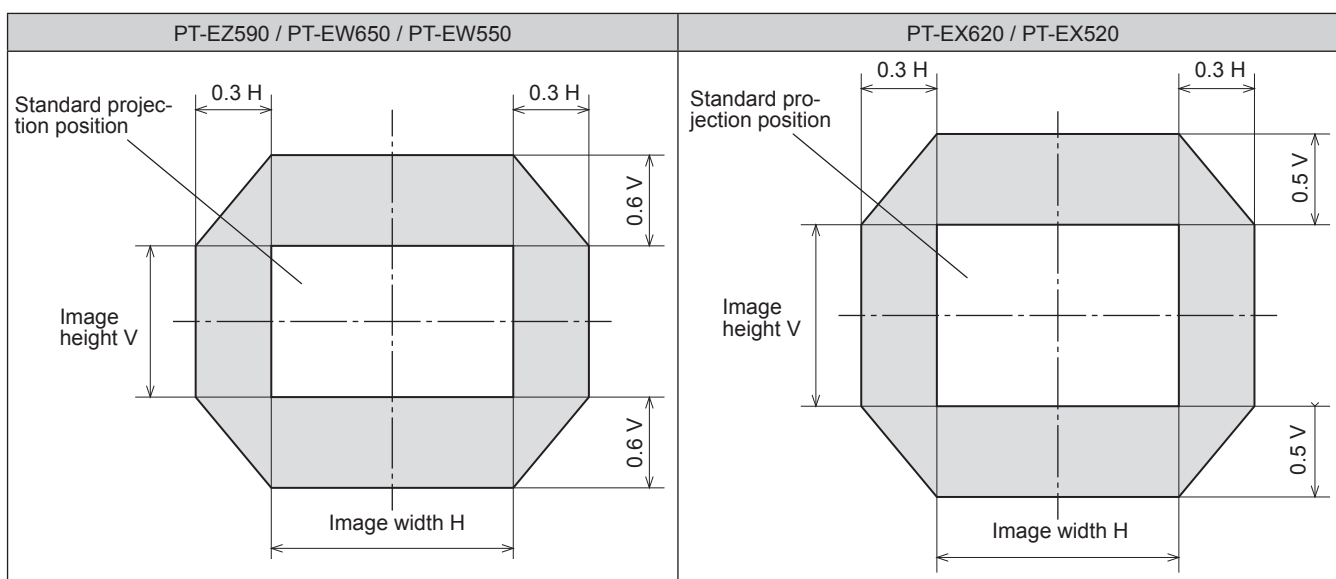 PT-EZ590 / PT-EW650 / PT-EW550
0.3 H
0.3 H
Standard projec-
tion position
0.6 V
Image
height V
0.6 V
Image width H
PT-EX620 / PT-EX520
0.3 H
0.3 H
Standard pro-
jection position
0.5 V
Image
height V
0.5 V
Image width H